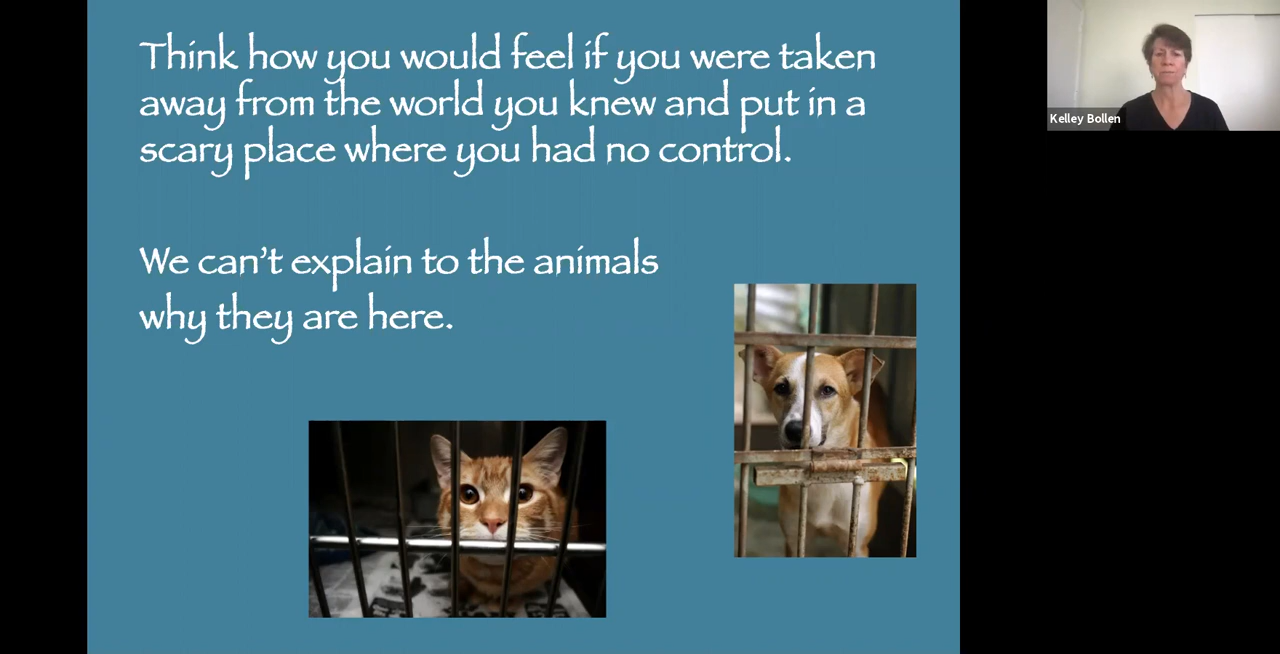 Think how you would feel if you were taken
away from the world you knew and put in a
scary place where you had no control.
We can't explain to the animals
why they are here.
Kelley Bollen